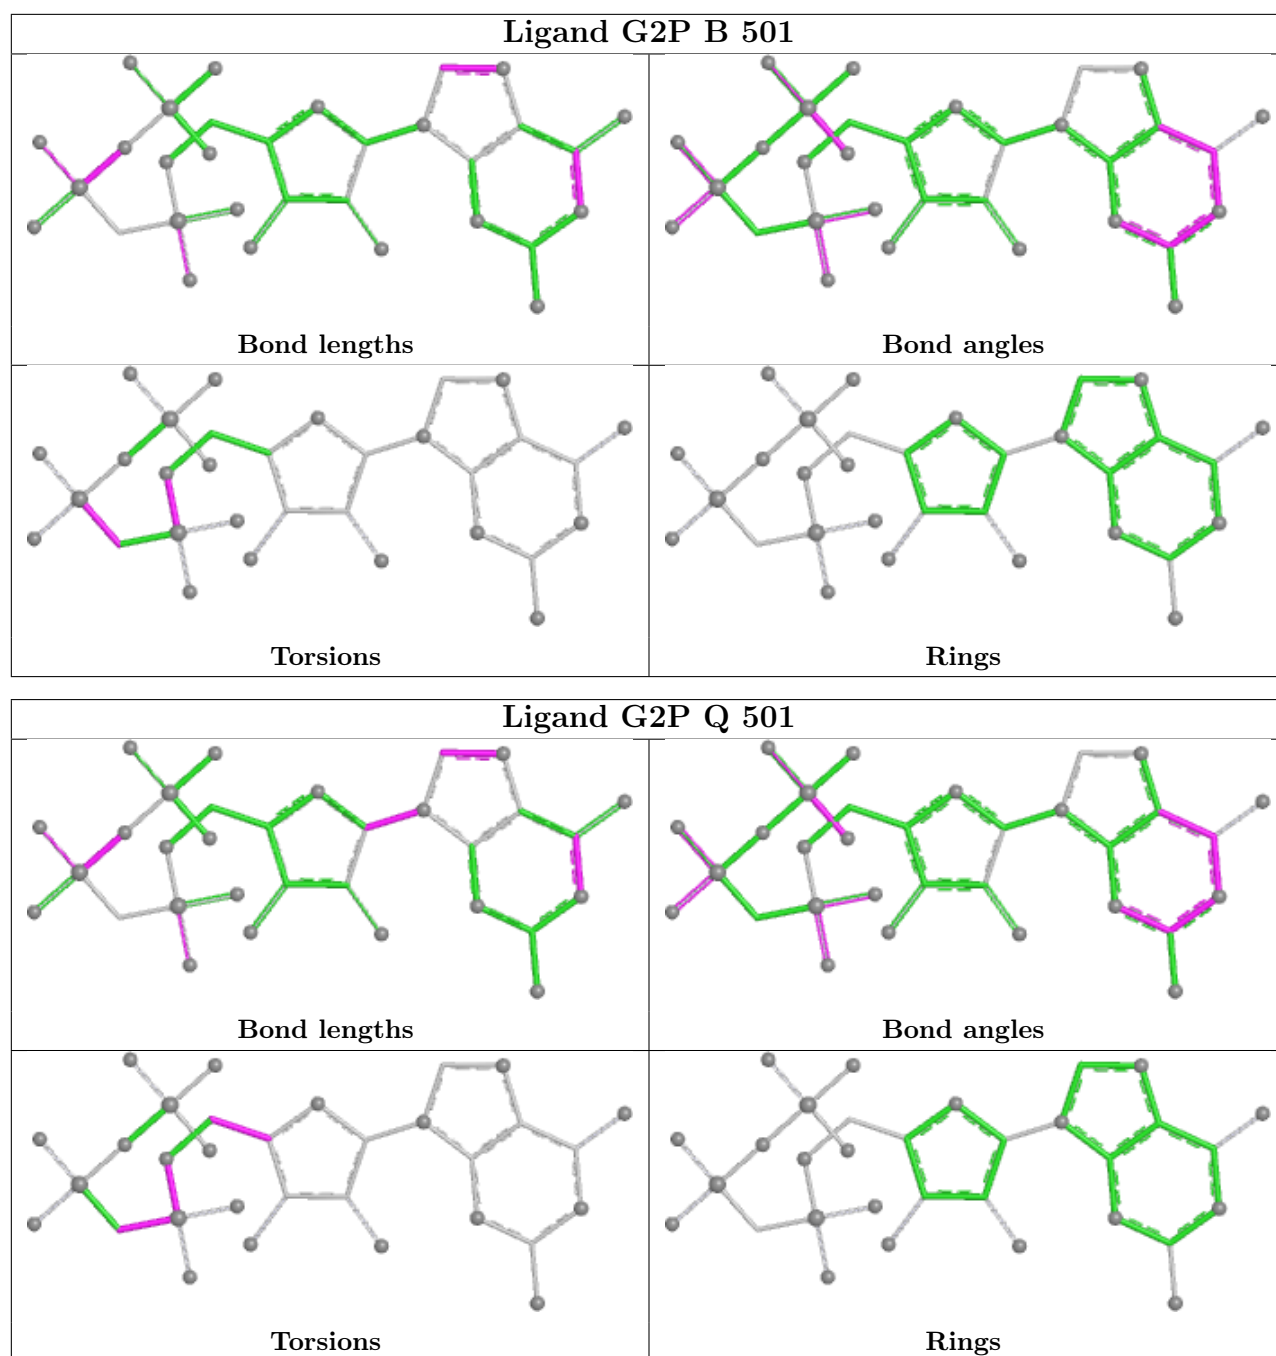 Ligand G2P B 501
Bond lengths
Bond angles
Torsions
Rings
Ligand G2P Q 501
Bond lengths
Bond angles
Torsions
Rings